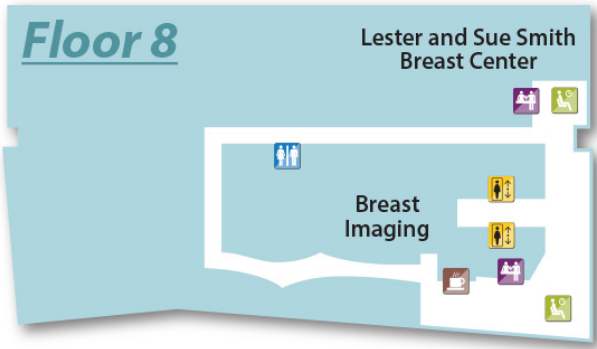 Floor 8
Lester and Sue Smith
Breast Center
Breast
Imaging